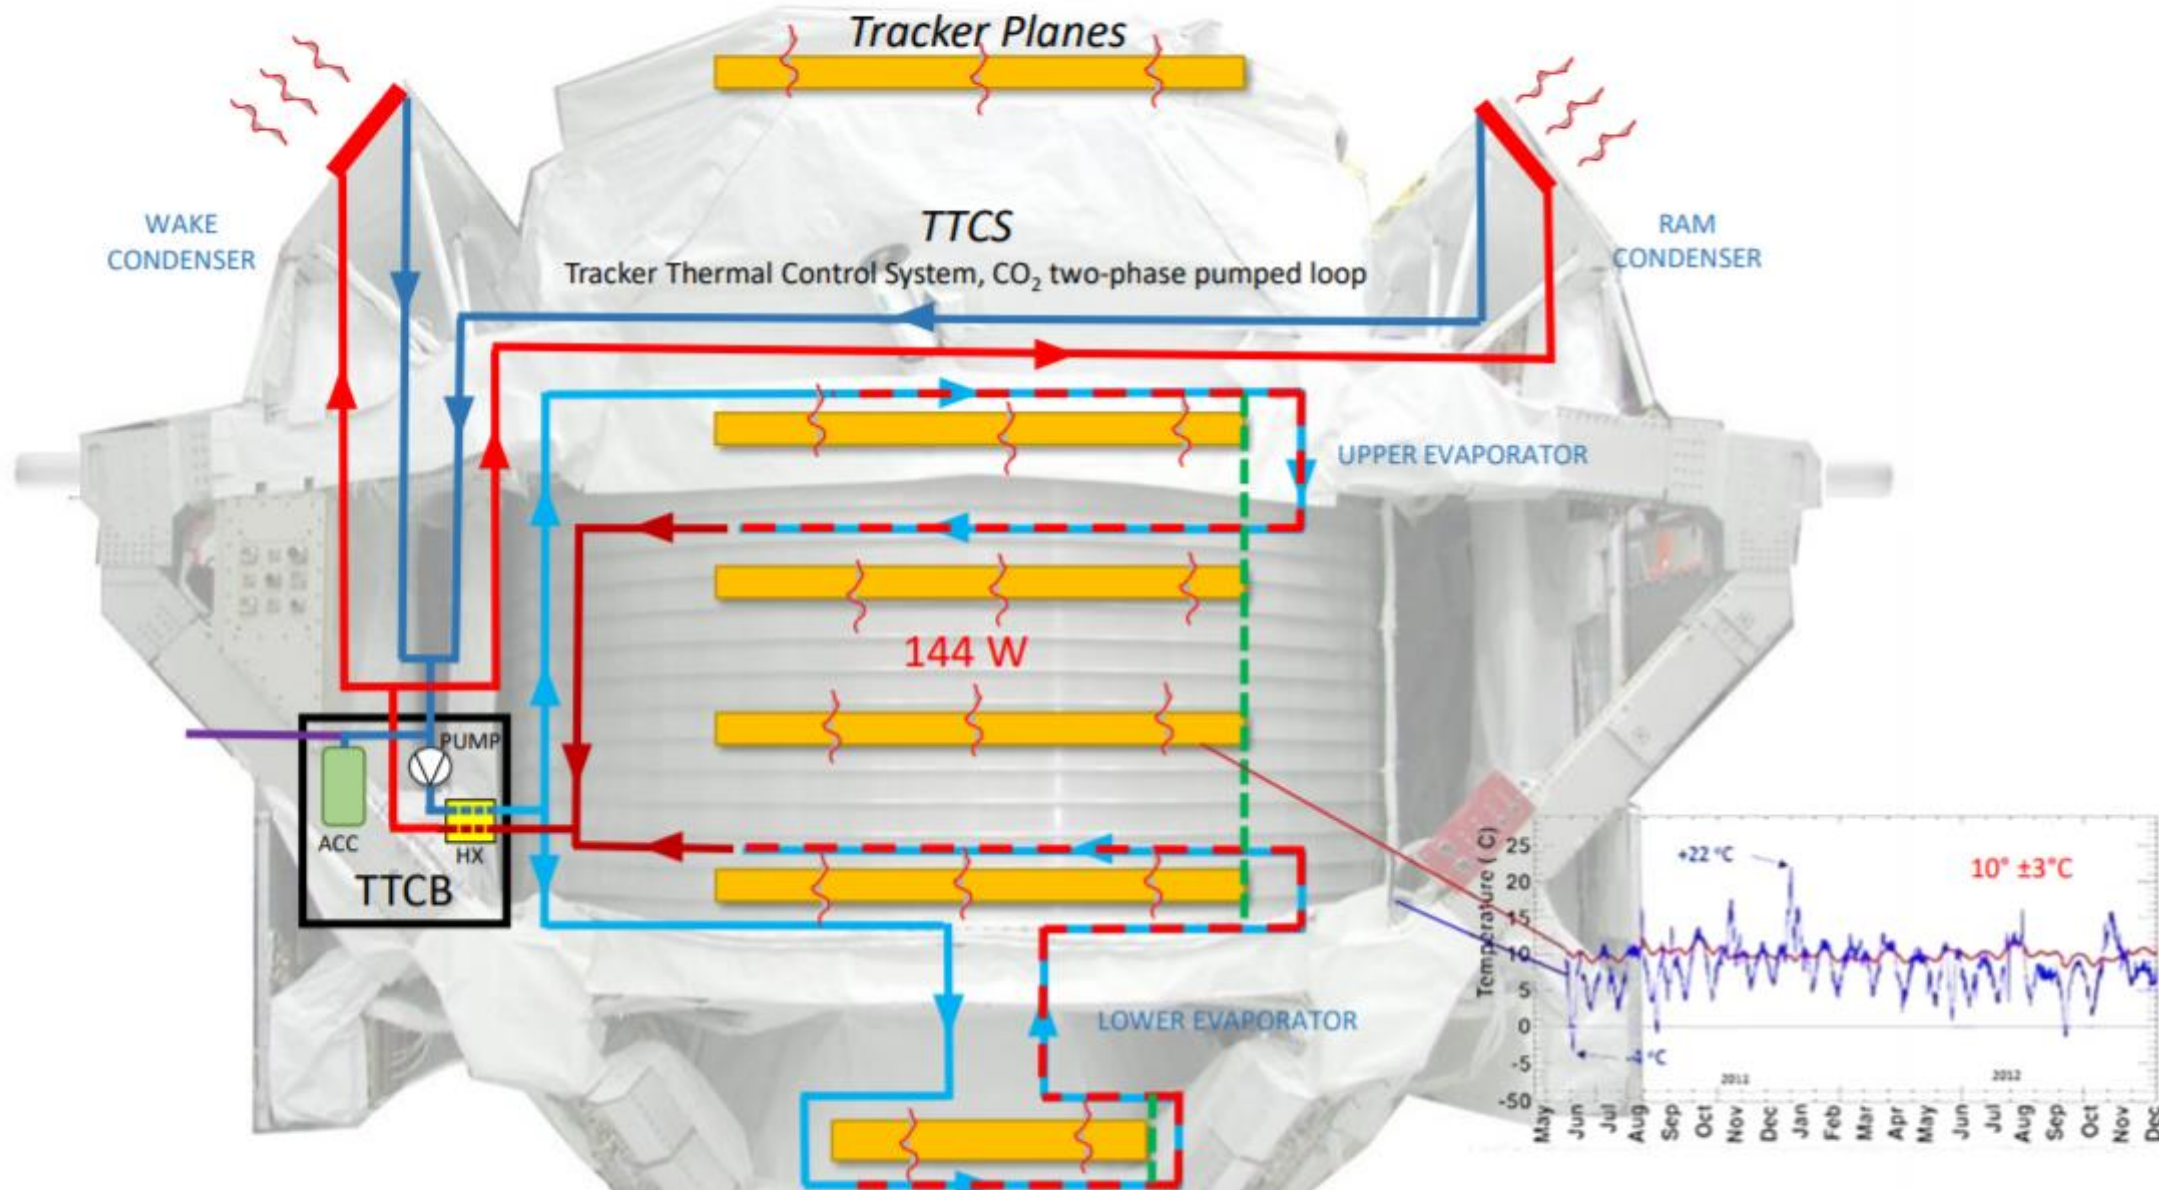 Tracker Planes
WAKE
CONDENSER
TTCS
Tracker Thermal Control System, CO₂ two-phase pumped loop
RAM
CONDENSER
UPPER EVAPORATOR
144 W
PUMP
ACC
HX
TTCB
LOWER EVAPORATOR
Temperature ( C)
25
20
15
10
5
0
-5
-50
+22 °C
10° ±3°C
°C
2011
2012
May
Jun
Jul
Aug
Sep
Oct
Nov
Dec
Jan
Feb
Mar
Apr
May
Jun
Jul
Aug
Sep
Oct
Nov
Dec